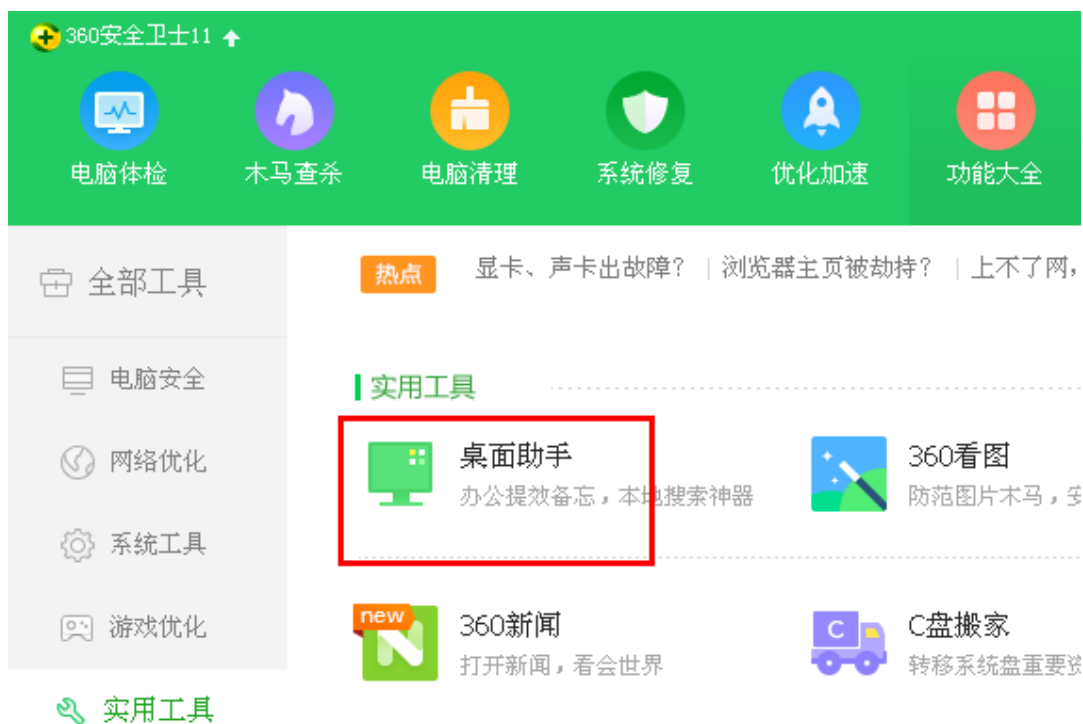 360安全卫士11
电脑体检 木马查杀 电脑清理 系统修复 优化加速 功能大全
全部工具
热点 显卡、声卡出故障? 浏览器主页被劫持? 上不了网,
电脑安全
实用工具
桌面助手 360看图
办公提效备忘,本地搜索神器 防范图片木马,安
网络优化
系统工具
new
360新闻 C盘搬家
打开新闻,看会世界 转移系统盘重要资
游戏优化
实用工具